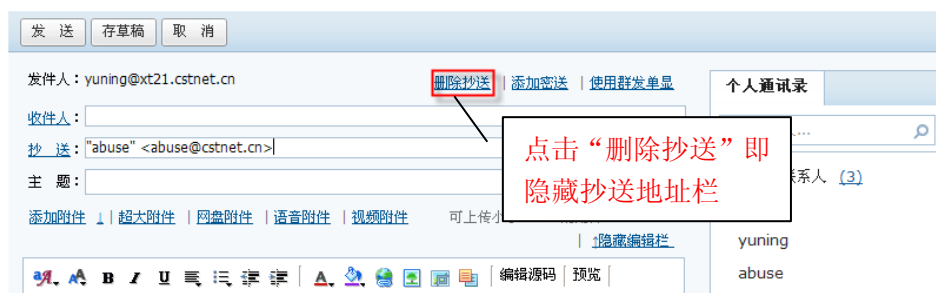 发 送 存草稿 取 消
发件人：yuning@xt21.cstnet.cn 删除抄送 | 添加密送 | 使用群发单显
个人通讯录
收件人：
抄 送："abuse" <abuse@cstnet.cn>
点击“删除抄送”即
隐藏抄送地址栏
主 题：
系人 (3)
添加附件 ↓ | 超大附件 | 网盘附件 | 语音附件 | 视频附件 可上传小
| ↑隐藏编辑栏
yuning
abuse
B I U A 编辑源码 | 预览 |